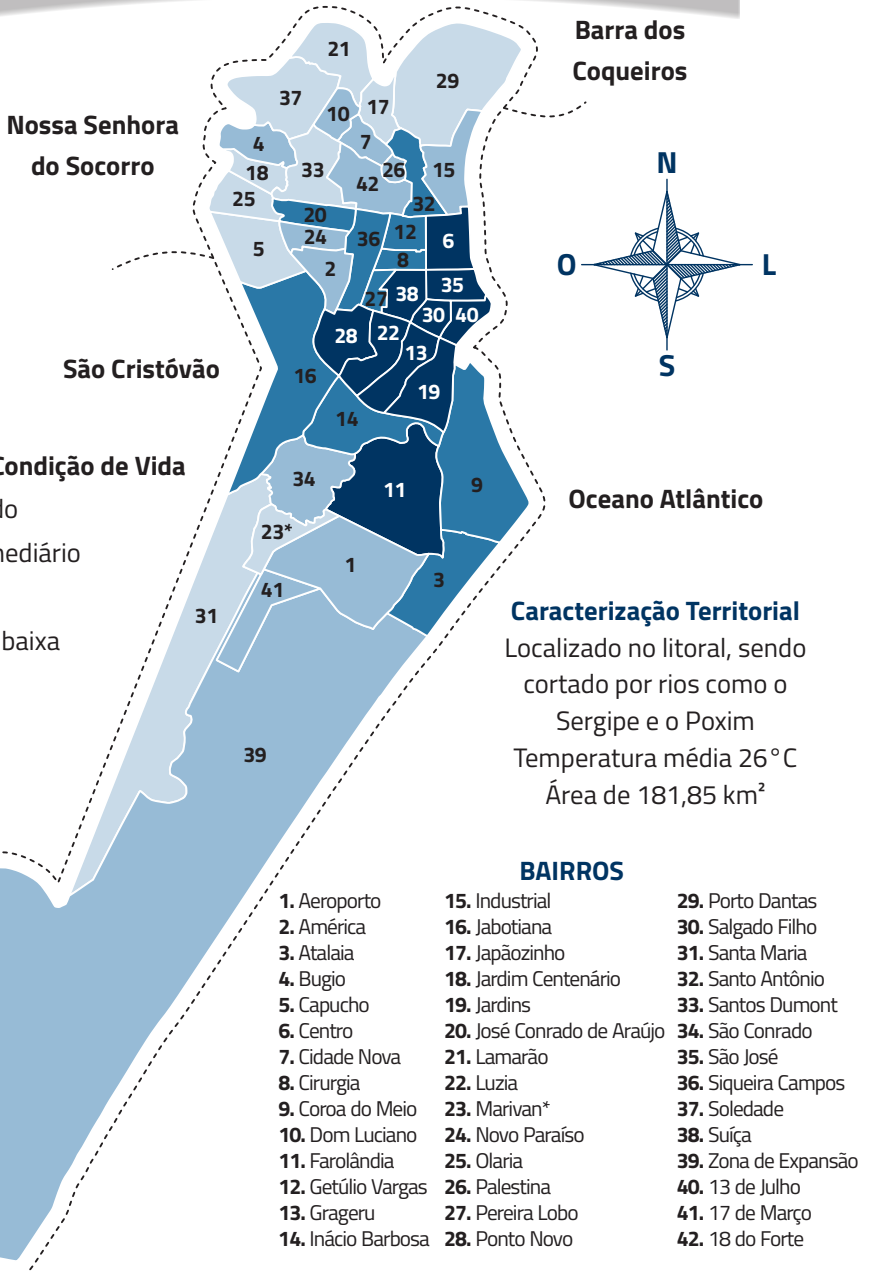 Barra dos
Coqueiros
Nossa Senhora
do Socorro
São Cristóvão
Oceano Atlântico
N
O
L
S
21
29
37
10
17
4
7
18
33
26
15
42
25
32
20
5
24
36
12
6
2
8
27
38
35
30
40
28
22
13
16
19
14
34
11
9
23*
1
3
41
31
39
Condição de Vida
do
nediário
baixa
Caracterização Territorial
Localizado no litoral, sendo
cortado por rios como o
Sergipe e o Poxim
Temperatura média 26°C
Área de 181,85 km²
BAIRROS
1. Aeroporto
2. América
3. Atalaia
4. Bugio
5. Capucho
6. Centro
7. Cidade Nova
8. Cirurgia
9. Coroa do Meio
10. Dom Luciano
11. Farolândia
12. Getúlio Vargas
13. Grageru
14. Inácio Barbosa
15. Industrial
16. Jabotiana
17. Japãozinho
18. Jardim Centenário
19. Jardins
20. José Conrado de Araújo
21. Lamarão
22. Luzia
23. Marivan*
24. Novo Paraíso
25. Olaria
26. Palestina
27. Pereira Lobo
28. Ponto Novo
29. Porto Dantas
30. Salgado Filho
31. Santa Maria
32. Santo Antônio
33. Santos Dumont
34. São Conrado
35. São José
36. Siqueira Campos
37. Soledade
38. Suíça
39. Zona de Expansão
40. 13 de Julho
41. 17 de Março
42. 18 do Forte